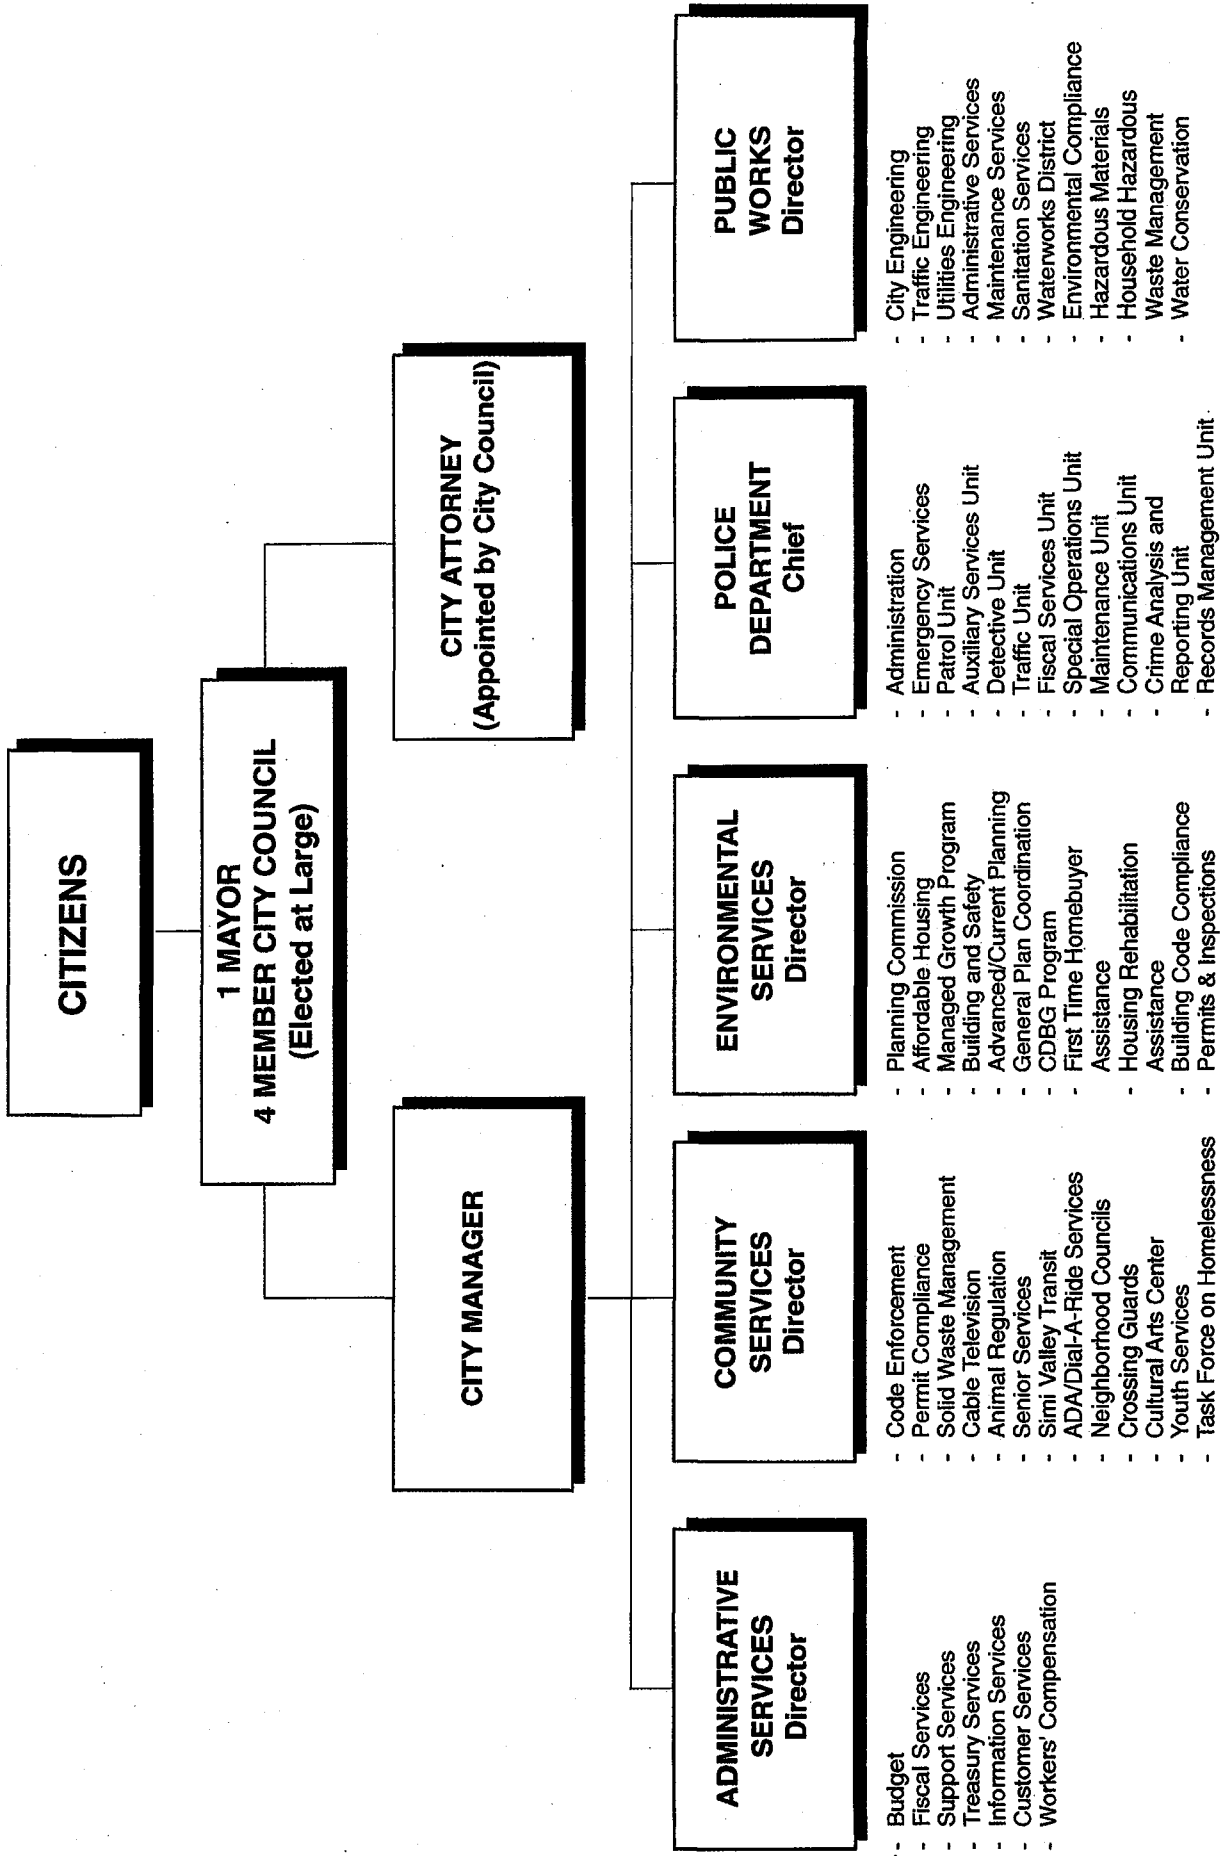 CITIZENS
1 MAYOR
4 MEMBER CITY COUNCIL
(Elected at Large)
CITY MANAGER
CITY ATTORNEY
(Appointed by City Council)
ADMINISTRATIVE
SERVICES
Director
- Budget
- Fiscal Services
- Support Services
- Treasury Services
- Information Services
- Customer Services
- Workers' Compensation
COMMUNITY
SERVICES
Director
- Code Enforcement
- Permit Compliance
- Solid Waste Management
- Cable Television
- Animal Regulation
- Senior Services
- Simi Valley Transit
- ADA/Dial-A-Ride Services
- Neighborhood Councils
- Crossing Guards
- Cultural Arts Center
- Youth Services
- Task Force on Homelessness
ENVIRONMENTAL
SERVICES
Director
- Planning Commission
- Affordable Housing
- Managed Growth Program
- Building and Safety
- Advanced/Current Planning
- General Plan Coordination
- CDBG Program
- First Time Homebuyer
Assistance
- Housing Rehabilitation
Assistance
- Building Code Compliance
- Permits & Inspections
POLICE
DEPARTMENT
Chief
- Administration
- Emergency Services
- Patrol Unit
- Auxiliary Services Unit
- Detective Unit
- Traffic Unit
- Fiscal Services Unit
- Special Operations Unit
- Maintenance Unit
- Communications Unit
- Crime Analysis and
- Reporting Unit
- Records Management Unit
PUBLIC
WORKS
Director
- City Engineering
- Traffic Engineering
- Utilities Engineering
- Administrative Services
- Maintenance Services
- Sanitation Services
- Waterworks District
- Environmental Compliance
- Hazardous Materials
- Household Hazardous
Waste Management
- Water Conservation